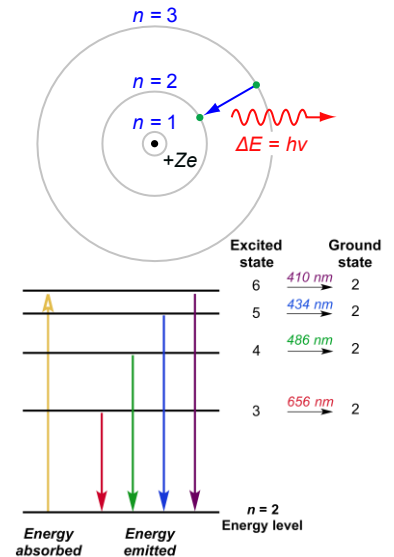 n = 3
n = 2
n = 1
+Ze
ΔE = hν
Excited state
Ground state
6 410 nm 2
5 434 nm 2
4 486 nm 2
3 656 nm 2
n = 2
Energy level
Energy absorbed
Energy emitted